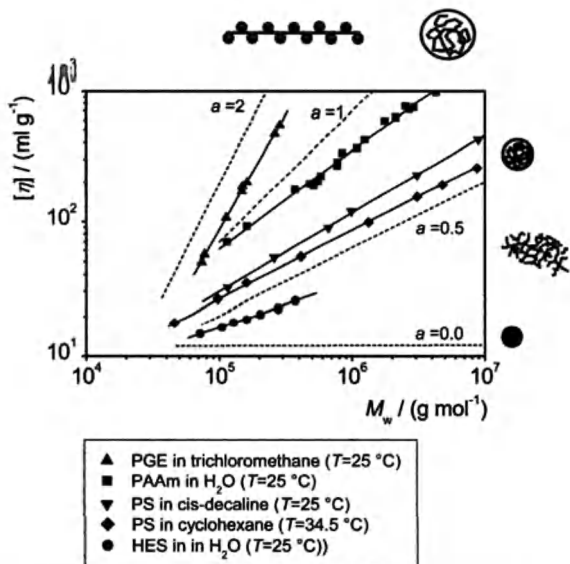 10³
a=2
a=1
[η] / (ml g⁻¹)
10²
a=0.5
a=0.0
10¹
10⁴ 10⁵ 10⁶ 10⁷
M_w / (g mol⁻¹)
▲ PGE in trichloromethane (T=25 °C)
■ PAAm in H₂O (T=25 °C)
▼ PS in cis-decaline (T=25 °C)
◆ PS in cyclohexane (T=34.5 °C)
● HES in in H₂O (T=25 °C))